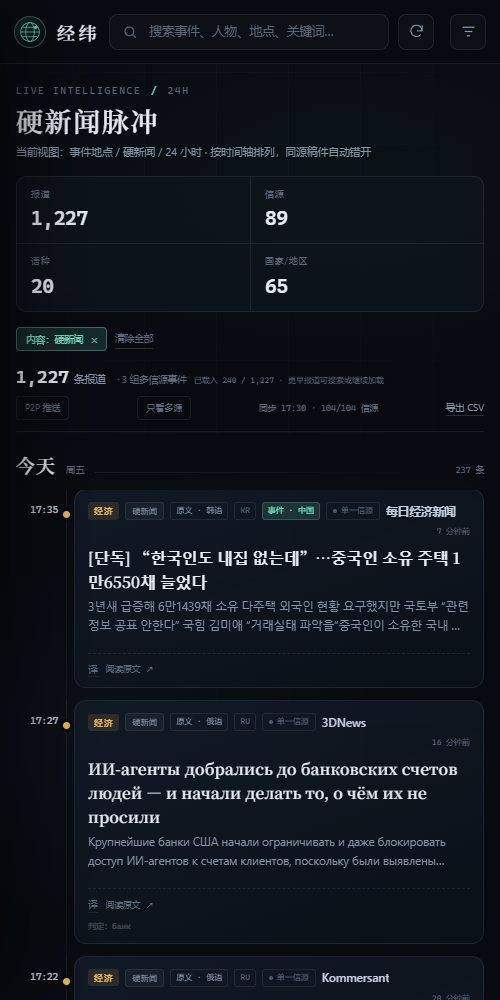 经纬
搜索事件、人物、地点、关键词...
LIVE INTELLIGENCE / 24H
硬新闻脉冲
当前视图：事件地点 / 硬新闻 / 24 小时 · 按时间轴排列，同源稿件自动错开
报道
1,227
信源
89
语种
20
国家/地区
65
内容：硬新闻 ×
清除全部
1,227 条报道 · 3 组多信源事件 已载入 240 / 1,227 · 更早报道可搜索或继续加载
P2P 推送
只看多源
同步 17:30 · 104/104 信源
导出 CSV
今天 周五
237 条
17:35
经济 硬新闻 原文 · 韩语 KR 事件 · 中国 单一信源 每日经济新闻
7 分钟前
[단독] “한국인도 내집 없는데”…중국인 소유 주택 1
만6550채 늘었다
3년새 급증해 6만1439채 소유 다주택 외국인 현황 요구했지만 국토부 “관련
정보 공표 안한다” 국힘 김미애 “거래실태 파악을”중국인이 소유한 국내 ...
译 阅读原文 ↗
17:27
经济 硬新闻 原文 · 俄语 RU 单一信源 3DNews
16 分钟前
ИИ-агенты добрались до банковских счетов
людей — и начали делать то, о чём их не
просили
Крупнейшие банки США начали ограничивать и даже блокировать
доступ ИИ-агентов к счетам клиентов, поскольку были выявлены...
译 阅读原文 ↗
判定：банк
17:22
经济 硬新闻 原文 · 俄语 RU 单一信源 Kommersant
20 分钟前